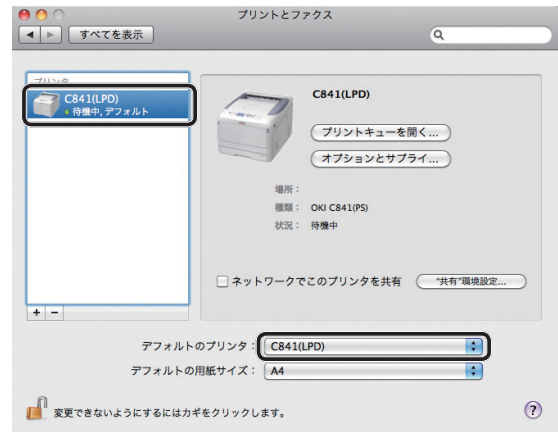 プリントとファクス
すべてを表示
プリンタ
C841(LPD)
待機中, デフォルト
C841(LPD)
プリントキューを開く...
オプションとサプライ...
場所：
種類： OKI C841(PS)
状況： 待機中
ネットワークでこのプリンタを共有 "共有"環境設定...
+ −
デフォルトのプリンタ： C841(LPD)
デフォルトの用紙サイズ： A4
変更できないようにするにはカギをクリックします。 ?